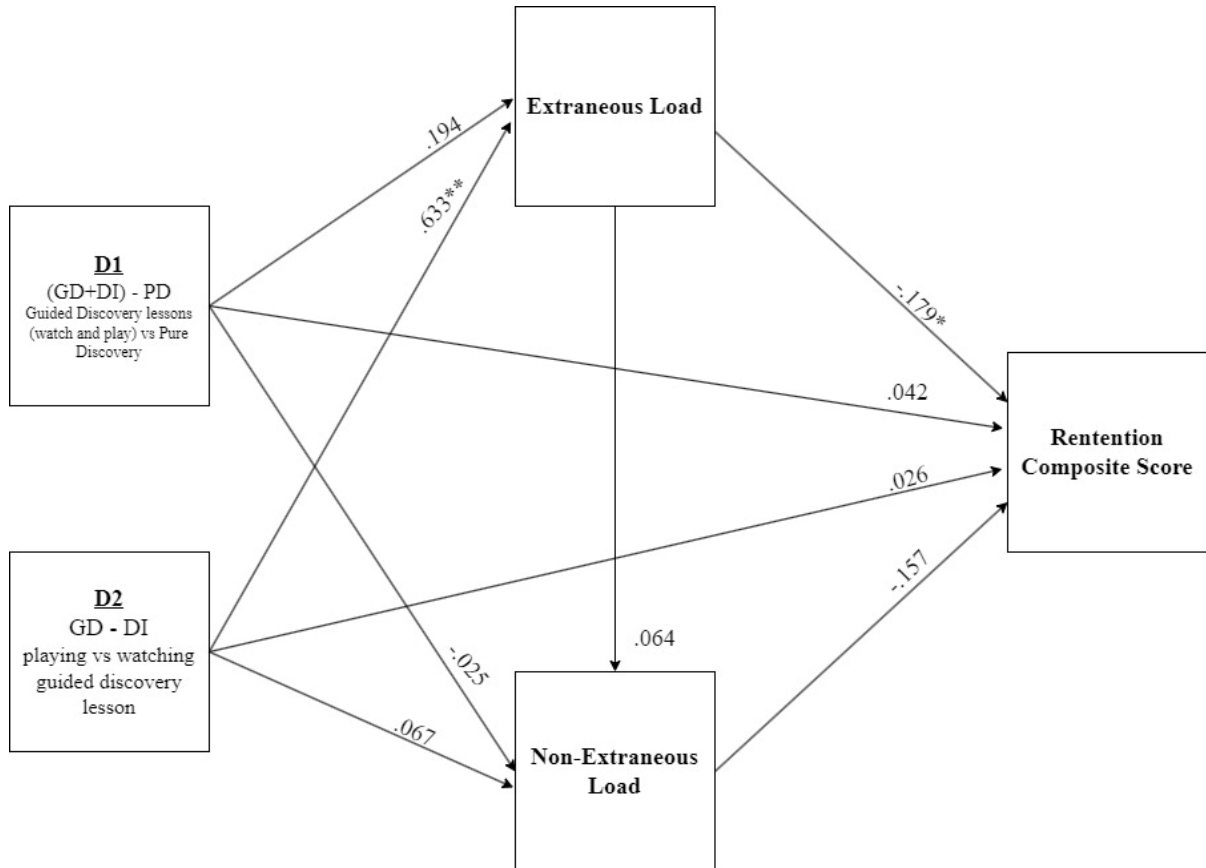 Extraneous Load
.194
.633**
D1
(GD+DI) - PD
Guided Discovery lessons
(watch and play) vs Pure
Discovery
-.179*
.042
Rentention
Composite Score
.026
D2
GD - DI
playing vs watching
guided discovery
lesson
-.157
.064
-.025
.067
Non-Extraneous
Load